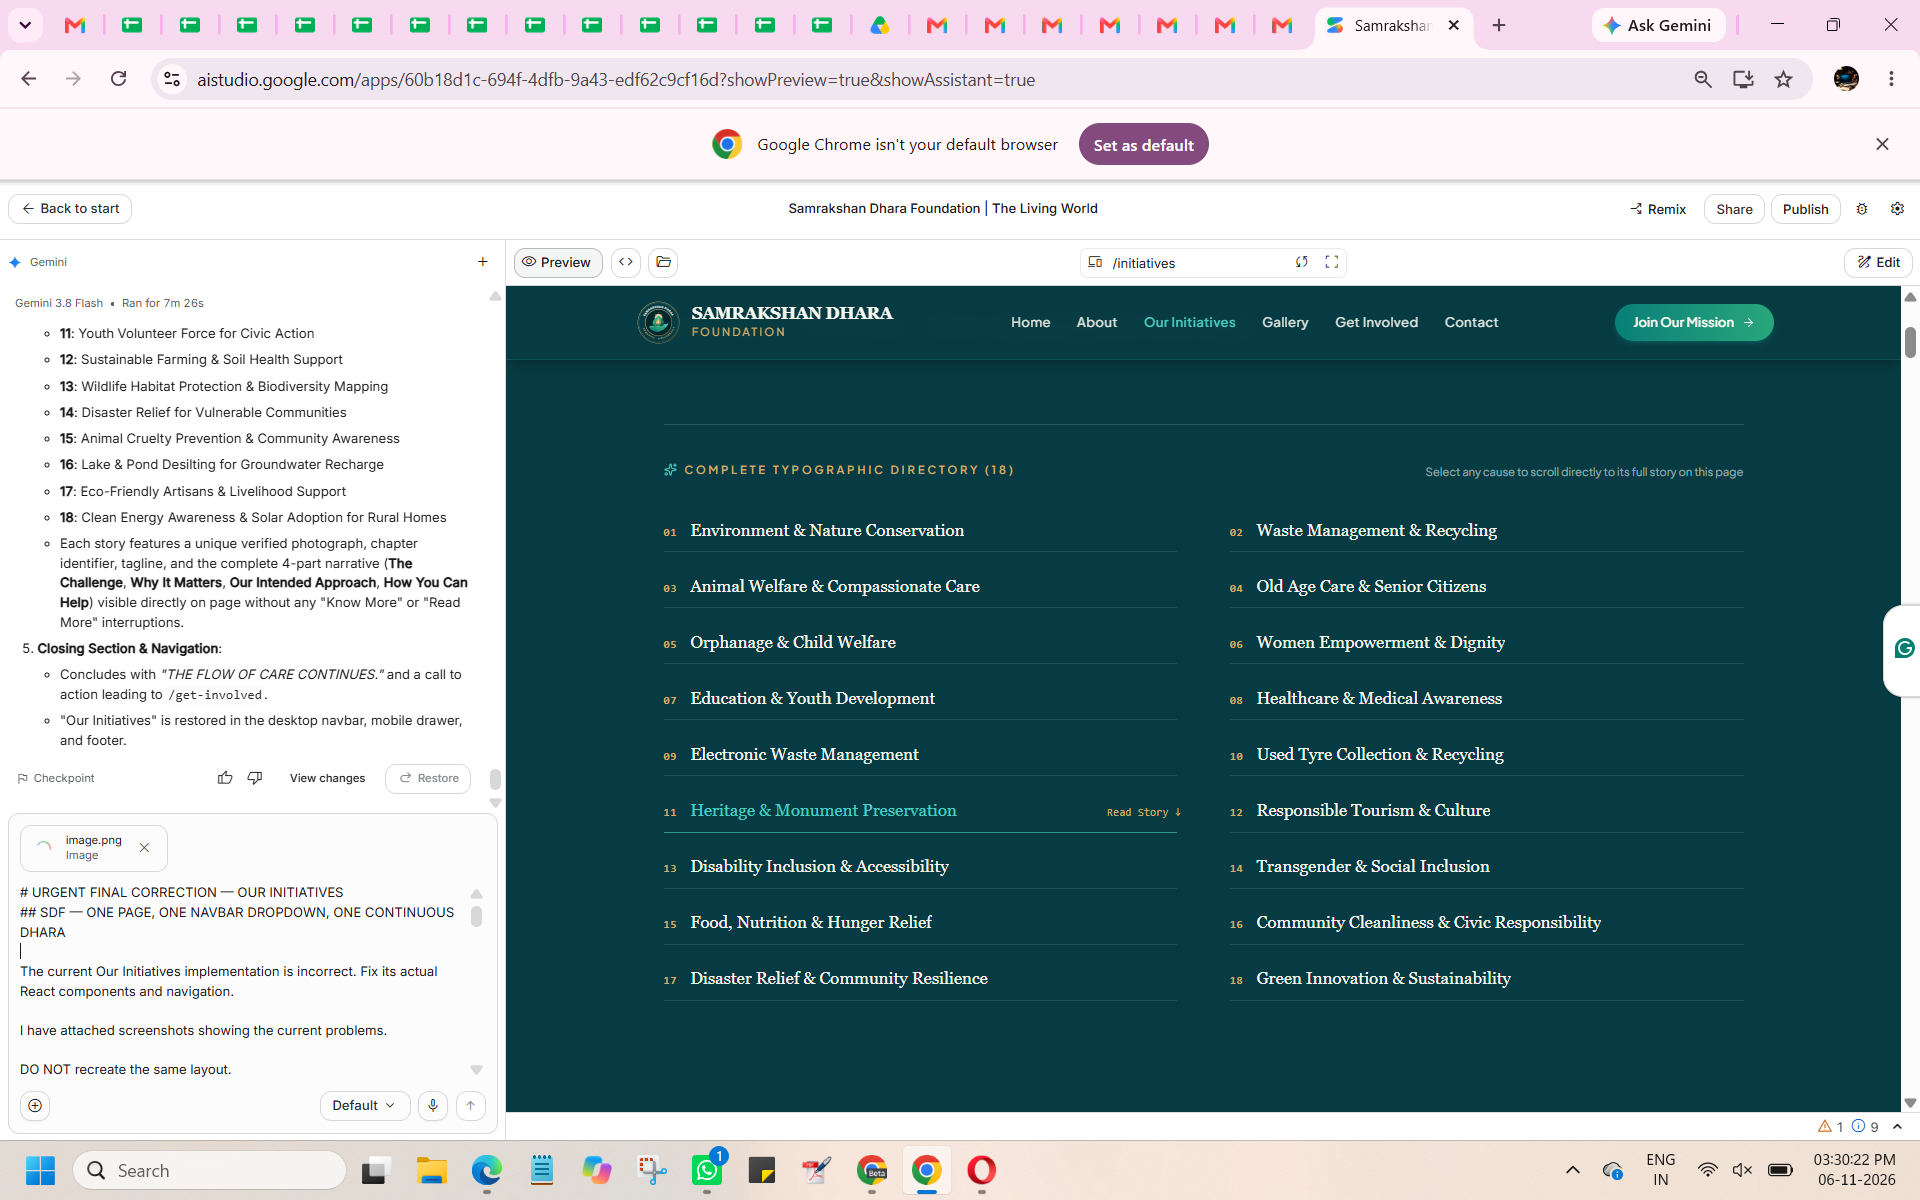 Samrakshan
Ask Gemini
aistudio.google.com/apps/60b18d1c-694f-4dfb-9a43-edf62c9cf16d?showPreview=true&showAssistant=true
Google Chrome isn't your default browser
Set as default
Back to start
Samrakshan Dhara Foundation | The Living World
Remix
Share
Publish
Gemini
Preview
/initiatives
Edit
Gemini 3.8 Flash • Ran for 7m 26s
11: Youth Volunteer Force for Civic Action
12: Sustainable Farming & Soil Health Support
13: Wildlife Habitat Protection & Biodiversity Mapping
14: Disaster Relief for Vulnerable Communities
15: Animal Cruelty Prevention & Community Awareness
16: Lake & Pond Desilting for Groundwater Recharge
17: Eco-Friendly Artisans & Livelihood Support
18: Clean Energy Awareness & Solar Adoption for Rural Homes
Each story features a unique verified photograph, chapter
identifier, tagline, and the complete 4-part narrative (The
Challenge, Why It Matters, Our Intended Approach, How You Can
Help) visible directly on page without any "Know More" or "Read
More" interruptions.
5. Closing Section & Navigation:
Concludes with "THE FLOW OF CARE CONTINUES." and a call to
action leading to /get-involved.
"Our Initiatives" is restored in the desktop navbar, mobile drawer,
and footer.
Checkpoint
View changes
Restore
image.png
Image
# URGENT FINAL CORRECTION — OUR INITIATIVES
## SDF — ONE PAGE, ONE NAVBAR DROPDOWN, ONE CONTINUOUS
DHARA
The current Our Initiatives implementation is incorrect. Fix its actual
React components and navigation.
I have attached screenshots showing the current problems.
DO NOT recreate the same layout.
Default
SAMRAKSHAN DHARA
FOUNDATION
Home
About
Our Initiatives
Gallery
Get Involved
Contact
Join Our Mission →
COMPLETE TYPOGRAPHIC DIRECTORY (18)
Select any cause to scroll directly to its full story on this page
01 Environment & Nature Conservation
02 Waste Management & Recycling
03 Animal Welfare & Compassionate Care
04 Old Age Care & Senior Citizens
05 Orphanage & Child Welfare
06 Women Empowerment & Dignity
07 Education & Youth Development
08 Healthcare & Medical Awareness
09 Electronic Waste Management
10 Used Tyre Collection & Recycling
11 Heritage & Monument Preservation Read Story ↓
12 Responsible Tourism & Culture
13 Disability Inclusion & Accessibility
14 Transgender & Social Inclusion
15 Food, Nutrition & Hunger Relief
16 Community Cleanliness & Civic Responsibility
17 Disaster Relief & Community Resilience
18 Green Innovation & Sustainability
1
9
Search
Beta
1
ENG
IN
03:30:22 PM
06-11-2026